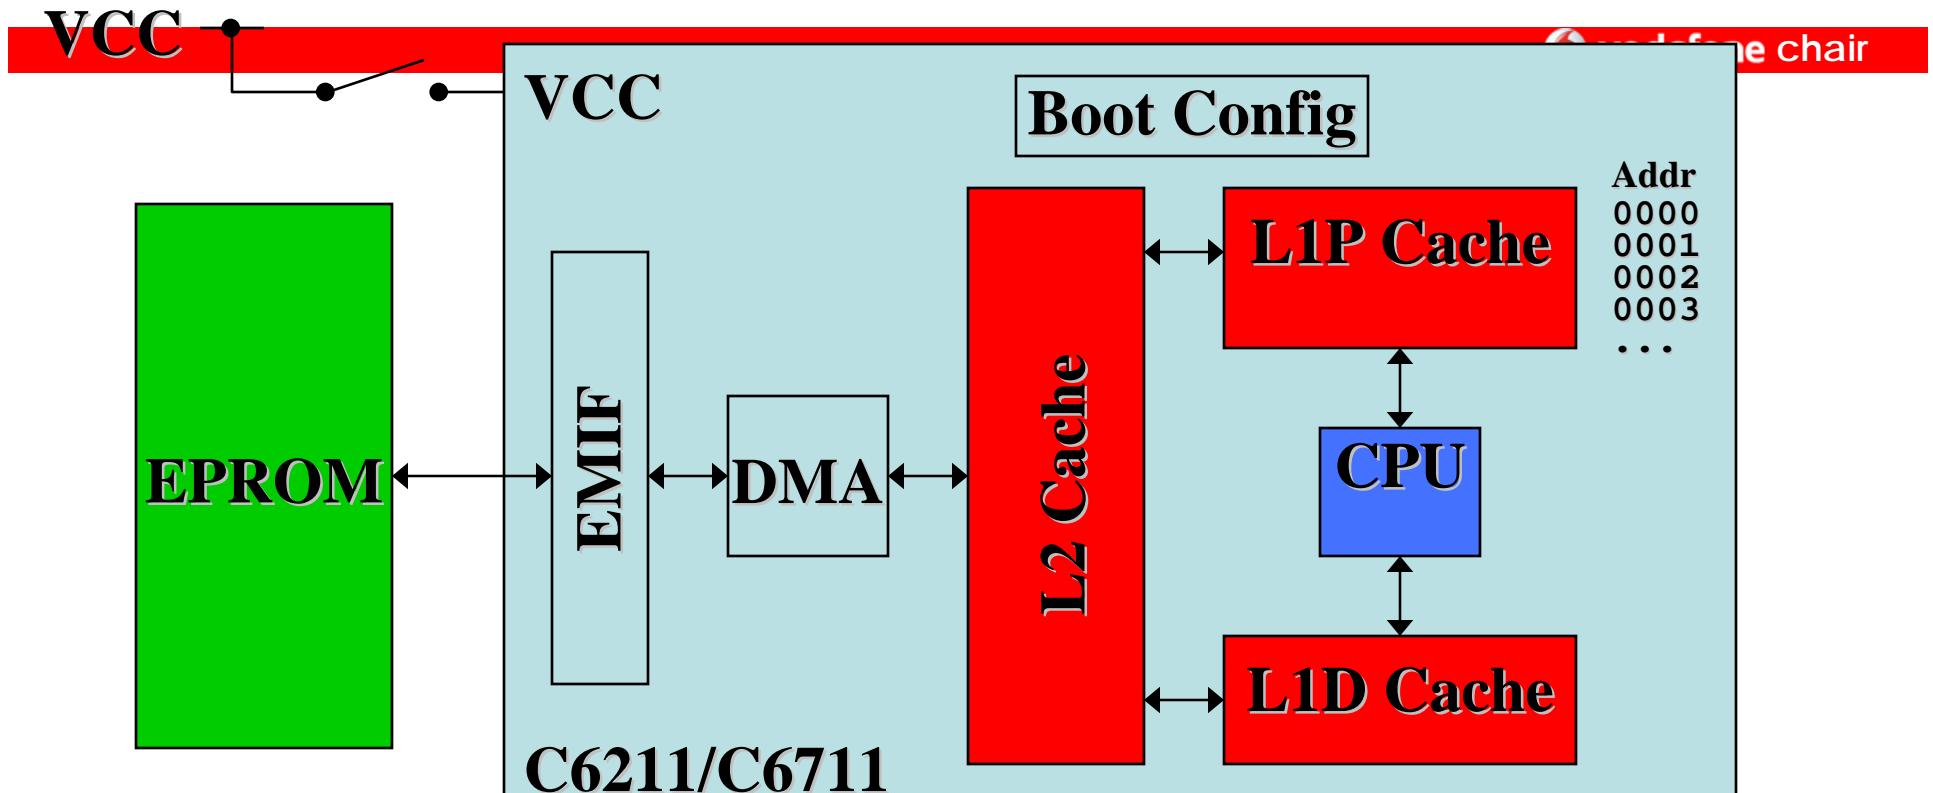 VCC
chair
VCC
Boot Config
Addr
0000
0001
0002
0003
...
L1P Cache
EPROM
EMIF
DMA
L2 Cache
CPU
L1D Cache
C6211/C6711